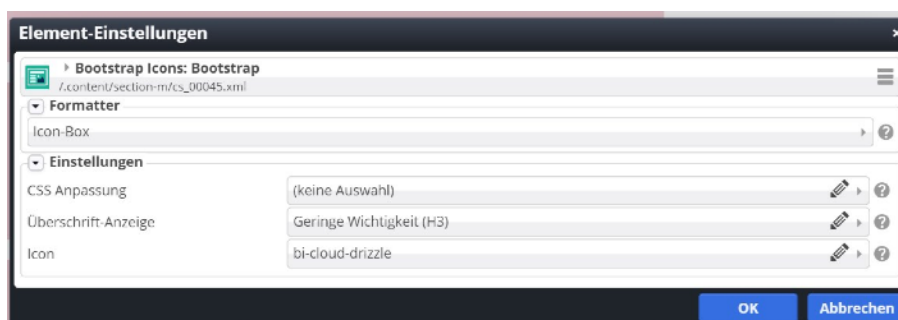 Element-Einstellungen
Bootstrap Icons: Bootstrap
/.content/section-m/cs_00045.xml
Formatter
Icon-Box
Einstellungen
CSS Anpassung (keine Auswahl)
Überschrift-Anzeige Geringe Wichtigkeit (H3)
Icon bi-cloud-drizzle
OK Abbrechen